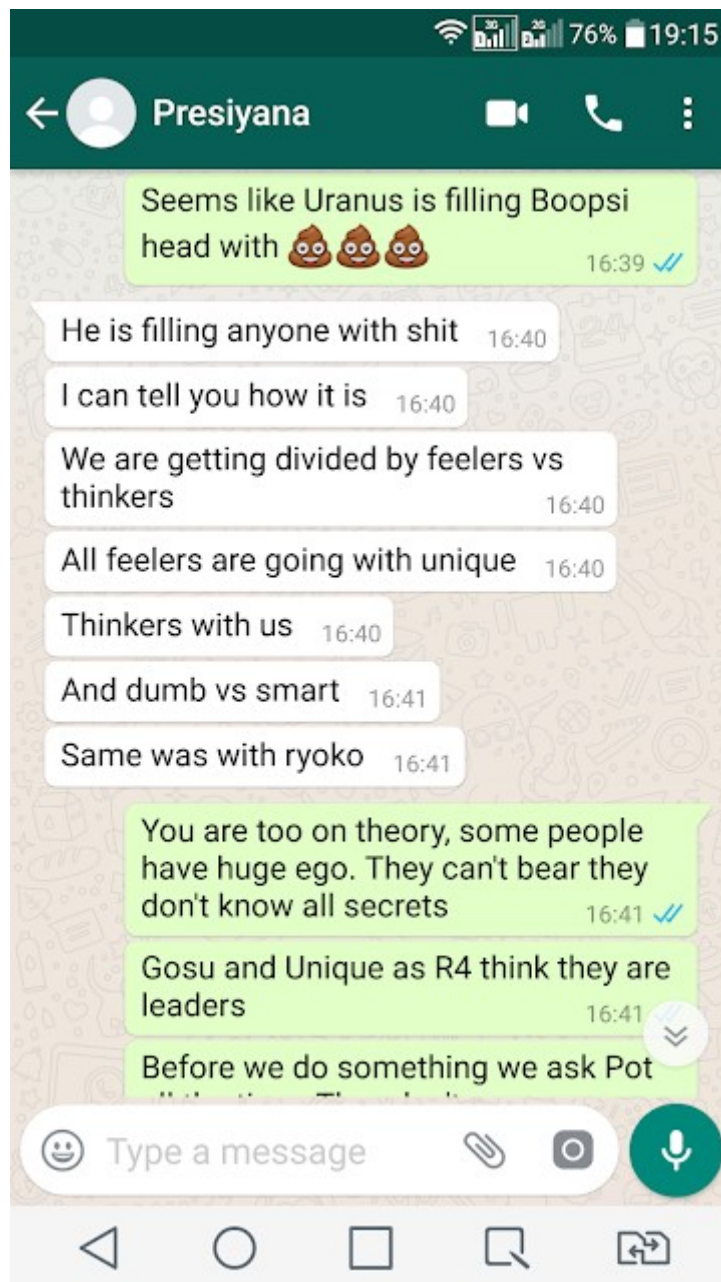 76% 19:15
Presiyana
Seems like Uranus is filling Boopsi
head with 💩💩💩
16:39
He is filling anyone with shit 16:40
I can tell you how it is 16:40
We are getting divided by feelers vs
thinkers 16:40
All feelers are going with unique 16:40
Thinkers with us 16:40
And dumb vs smart 16:41
Same was with ryoko 16:41
You are too on theory, some people
have huge ego. They can't bear they
don't know all secrets 16:41
Gosu and Unique as R4 think they are
leaders 16:41
Before we do something we ask Pot
Type a message